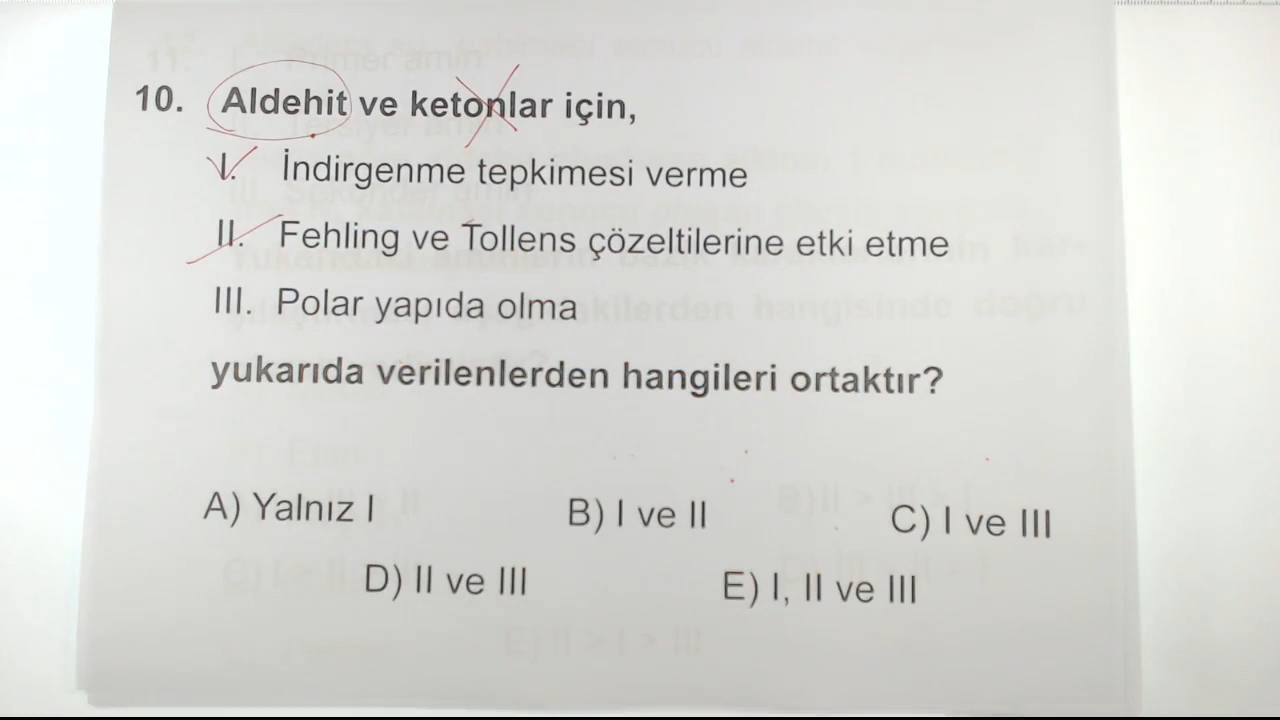 10. Aldehit ve ketonlar için,
I. İndirgenme tepkimesi verme
II. Fehling ve Tollens çözeltilerine etki etme
III. Polar yapıda olma
yukarıda verilenlerden hangileri ortaktır?
A) Yalnız I B) I ve II C) I ve III
D) II ve III E) I, II ve III